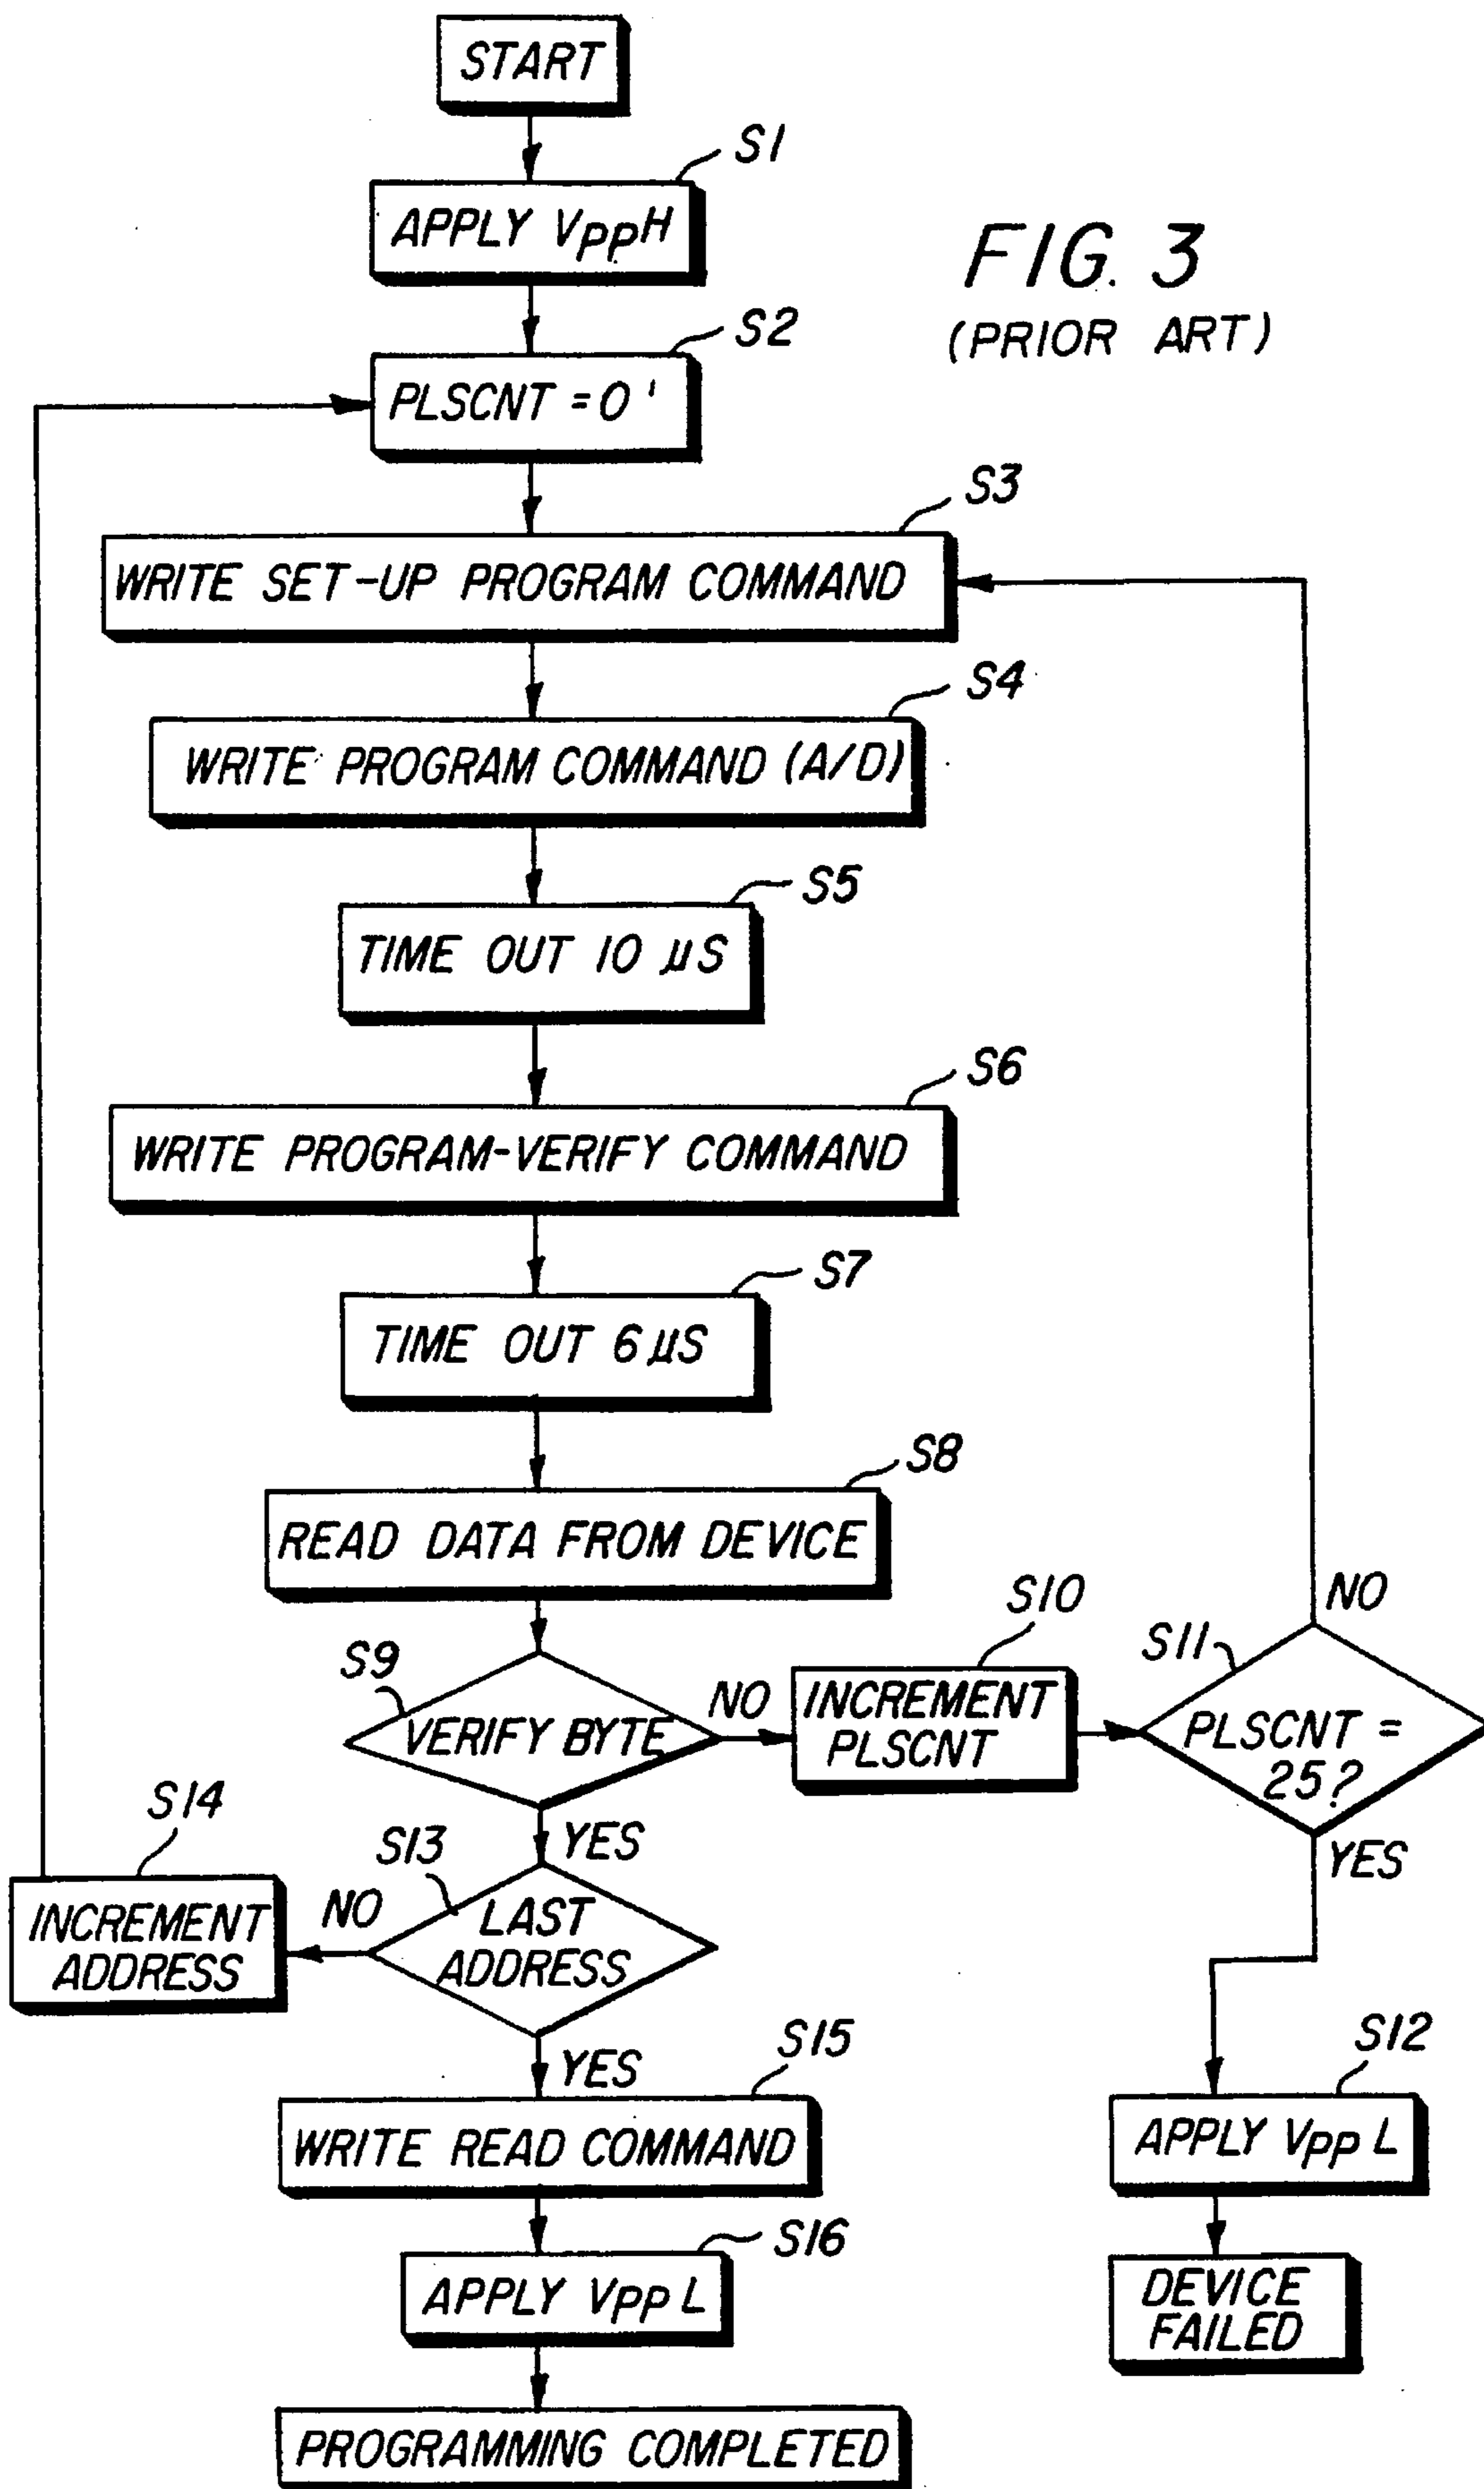 START
S1
APPLY VPPH
FIG. 3
(PRIOR ART)
S2
PLSCNT = 0
S3
WRITE SET-UP PROGRAM COMMAND
S4
WRITE PROGRAM COMMAND (A/D)
S5
TIME OUT 10 µS
S6
WRITE PROGRAM-VERIFY COMMAND
S7
TIME OUT 6 µS
S8
READ DATA FROM DEVICE
S9
VERIFY BYTE
NO
S10
INCREMENT
PLSCNT
S11
NO
PLSCNT =
25?
YES
YES
S13
LAST
ADDRESS
NO
S14
INCREMENT
ADDRESS
YES
S15
WRITE READ COMMAND
S12
APPLY VPP L
S16
APPLY VPP L
DEVICE
FAILED
PROGRAMMING COMPLETED